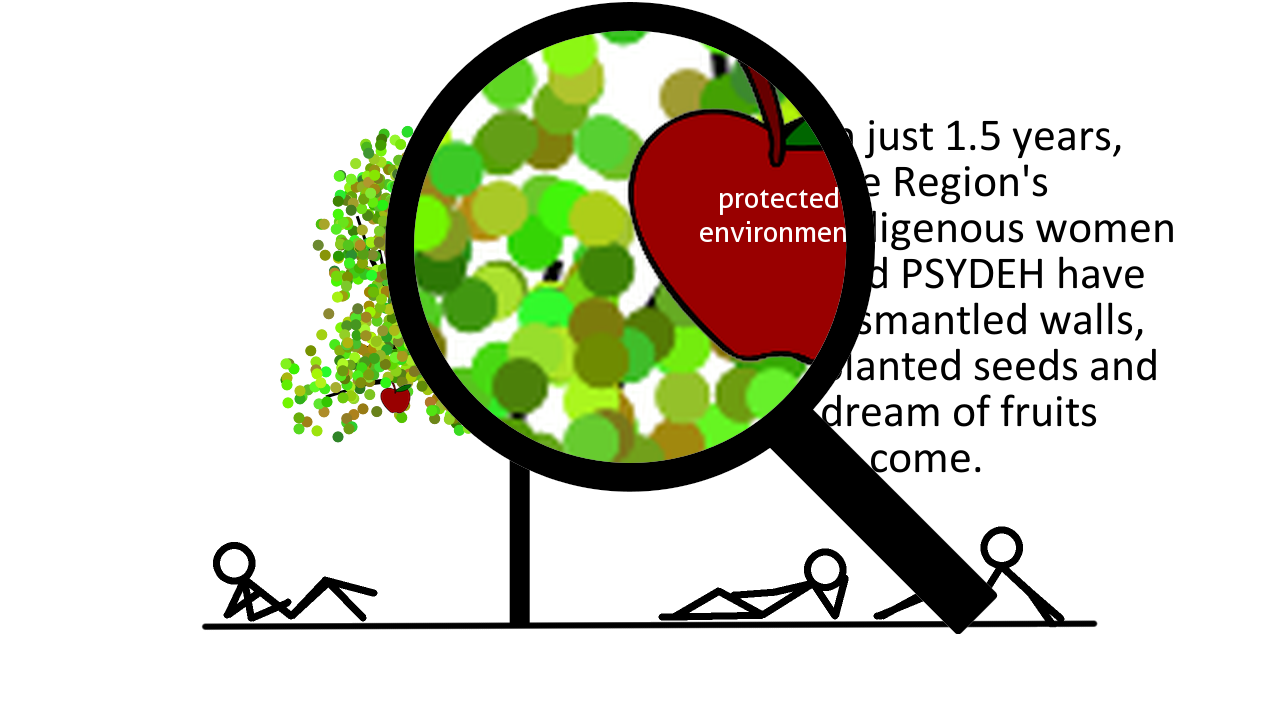 protected
environmen
just 1.5 years,
Region's
digenous women
PSYDEH have
smantled walls,
planted seeds and
dream of fruits
come.